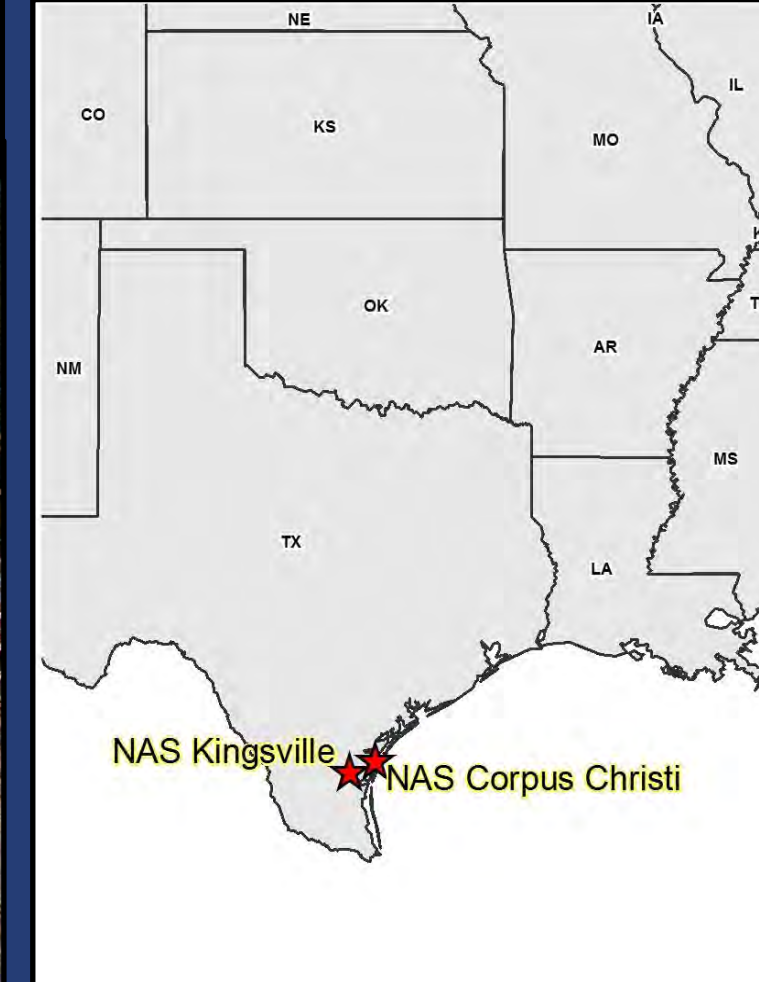 NE
IA
CO
KS
MO
IL
OK
AR
NM
MS
TX
LA
NAS Kingsville
NAS Corpus Christi